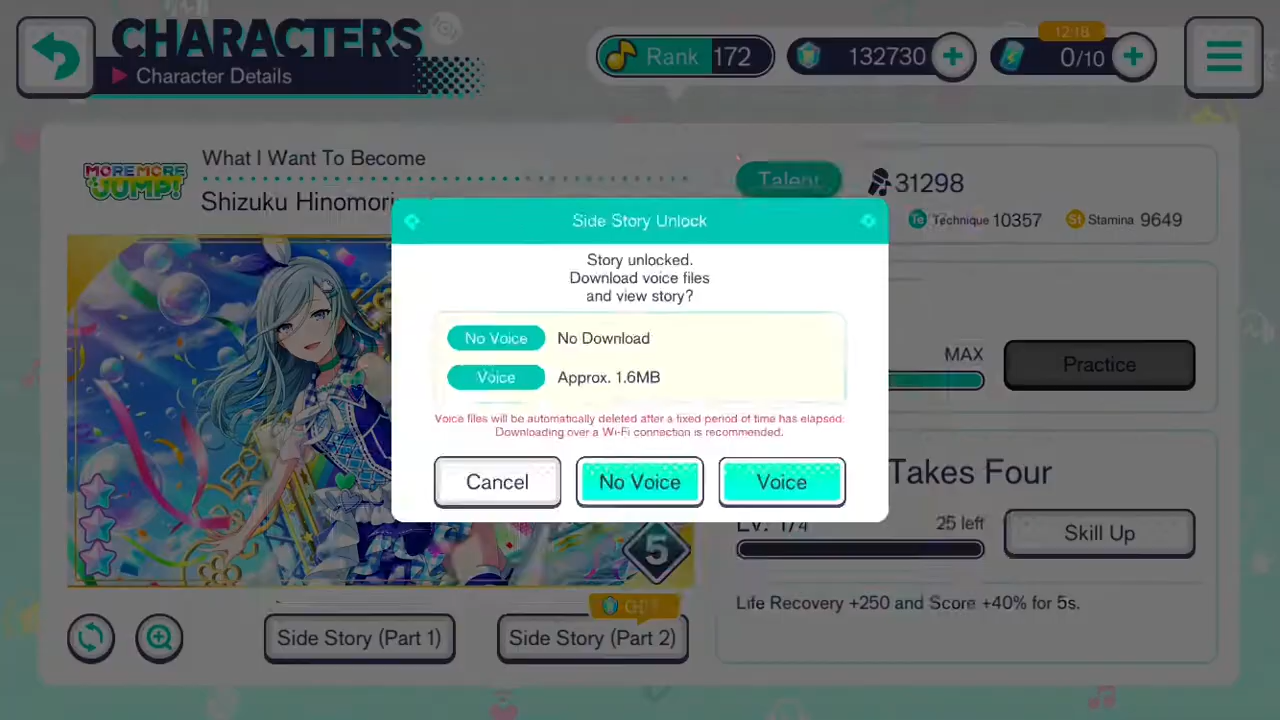 CHARACTERS
Character Details
Rank 172
132730
12:18
0/10
MORE MORE JUMP!
What I Want To Become
Shizuku Hinomori
Talent
31298
Te Technique 10357
St Stamina 9649
Side Story Unlock
Story unlocked.
Download voice files
and view story?
No Voice No Download
Voice Approx. 1.6MB
Voice files will be automatically deleted after a fixed period of time has elapsed.
Downloading over a Wi-Fi connection is recommended.
Cancel
No Voice
Voice
MAX
Practice
Takes Four
Lv. 1/4
25 left
Skill Up
Life Recovery +250 and Score +40% for 5s.
5
Side Story (Part 1)
Side Story (Part 2)